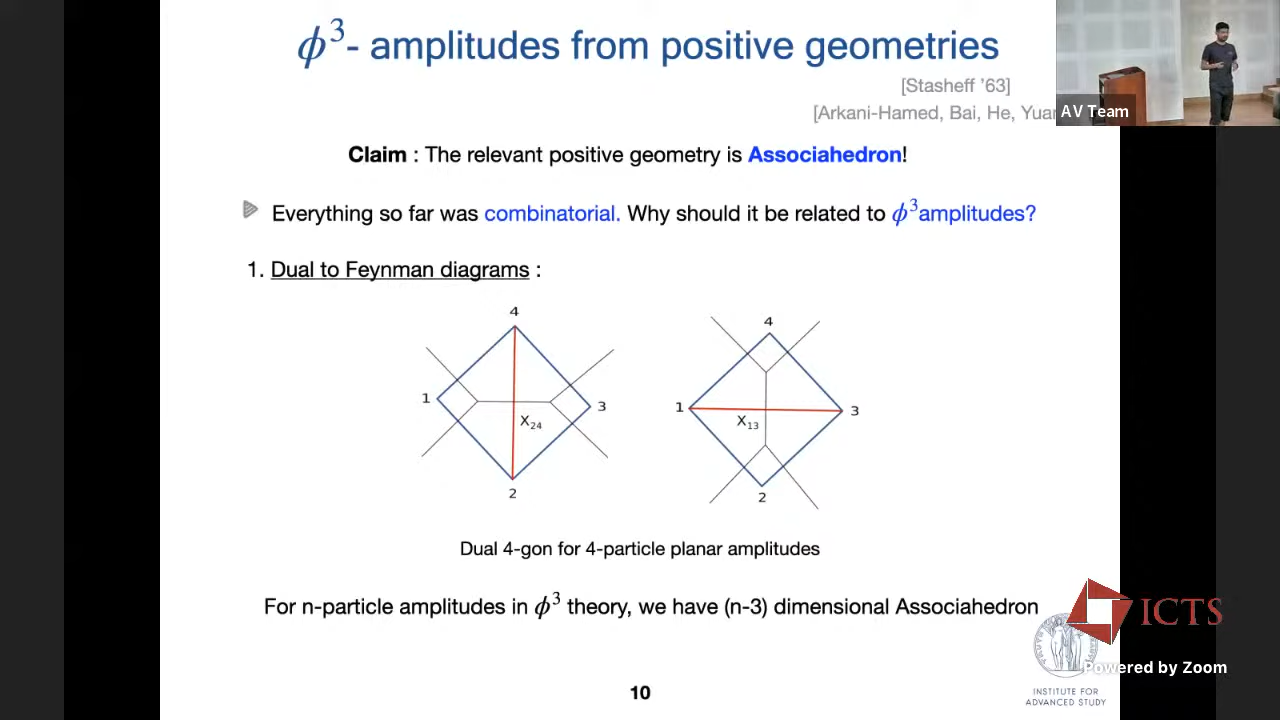 ϕ³- amplitudes from positive geometries
[Stasheff '63]
[Arkani-Hamed, Bai, He, Yuan
AV Team
Claim : The relevant positive geometry is Associahedron!
Everything so far was combinatorial. Why should it be related to ϕ³ amplitudes?
1. Dual to Feynman diagrams :
4
1
3
X₂₄
2
4
1
3
X₁₃
2
Dual 4-gon for 4-particle planar amplitudes
For n-particle amplitudes in ϕ³ theory, we have (n-3) dimensional Associahedron
ICTS
Powered by Zoom
INSTITUTE FOR
ADVANCED STUDY
10